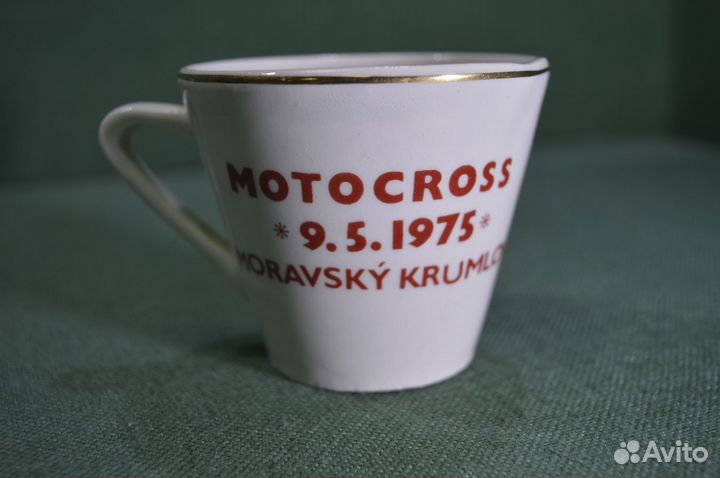 MOTOCROSS
* 9.5.1975 *
MORAVSKÝ KRUMLO
Avito